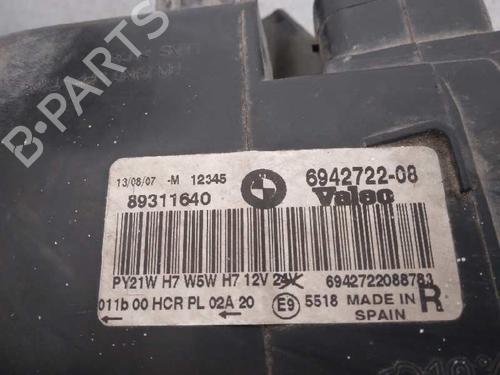 13/08/07 -M 12345
6942722-08
89311640
Valeo
PY21W H7 W5W H7 12V 24V
6942722088783
011b 00 HCR PL 02A 20
E9 5518 MADE IN SPAIN
R
B-PARTS